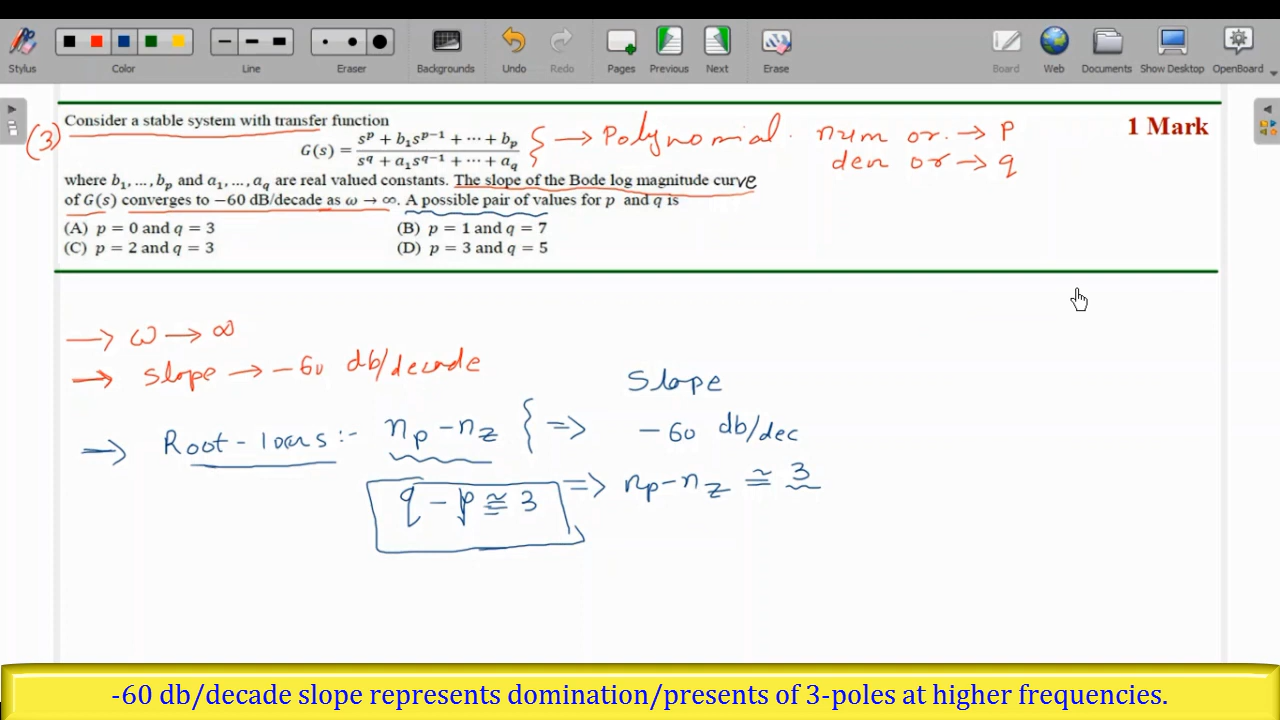 Stylus Color Line Eraser Backgrounds Undo Redo Pages Previous Next Erase Board Web Documents Show Desktop OpenBoard
(3) Consider a stable system with transfer function
G(s) = (s^p + b₁s^(p−1) + ⋯ + b_p) / (s^q + a₁s^(q−1) + ⋯ + a_q) → Polynomial. num or. → p
den or → q
1 Mark
where b₁, …, b_p and a₁, …, a_q are real valued constants. The slope of the Bode log magnitude curve
of G(s) converges to −60 dB/decade as ω → ∞. A possible pair of values for p and q is
(A) p = 0 and q = 3 (B) p = 1 and q = 7
(C) p = 2 and q = 3 (D) p = 3 and q = 5
→ ω → ∞
→ slope → −60 db/decade
Slope
→ Root-locus :- n_p − n_z } ⇒ −60 db/dec
q − p ≅ 3 ⇒ n_p − n_z ≅ 3
-60 db/decade slope represents domination/presents of 3-poles at higher frequencies.